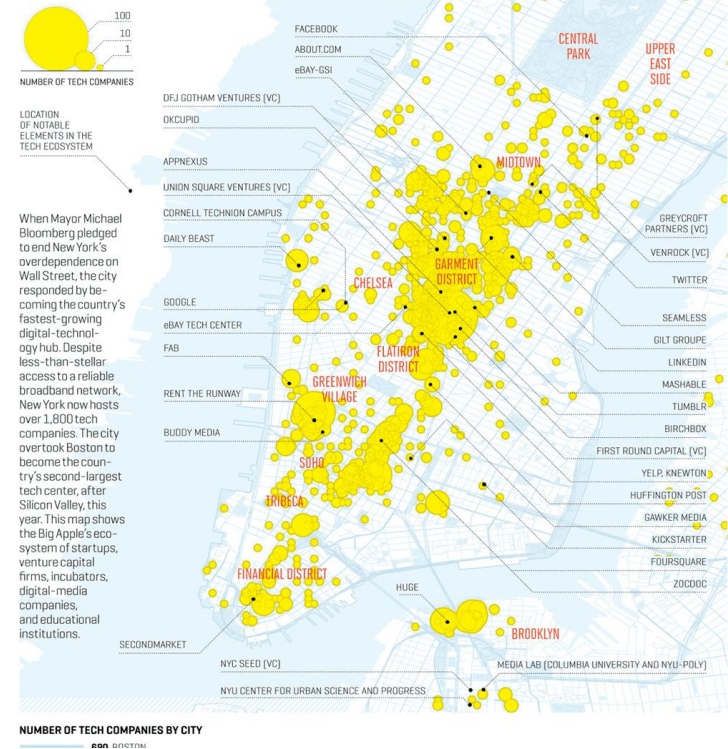 100
10
1
NUMBER OF TECH COMPANIES
LOCATION
OF NOTABLE
ELEMENTS IN THE
TECH ECOSYSTEM
When Mayor Michael
Bloomberg pledged
to end New York's
overdependence on
Wall Street, the city
responded by be-
coming the country's
fastest-growing
digital-technol-
ogy hub. Despite
less-than-stellar
access to a reliable
broadband network,
New York now hosts
over 1,800 tech
companies. The city
overtook Boston to
become the coun-
try's second-largest
tech center, after
Silicon Valley, this
year. This map shows
the Big Apple's eco-
system of startups,
venture capital
firms, incubators,
digital-media
companies,
and educational
institutions.
FACEBOOK
ABOUT.COM
eBAY-GSI
DFJ GOTHAM VENTURES (VC)
OKCUPID
APPNEXUS
UNION SQUARE VENTURES (VC)
CORNELL TECHNION CAMPUS
DAILY BEAST
GOOGLE
eBAY TECH CENTER
FAB
RENT THE RUNWAY
BUDDY MEDIA
SECONDMARKET
CENTRAL
PARK
UPPER
EAST
SIDE
MIDTOWN
GARMENT
DISTRICT
CHELSEA
FLATIRON
DISTRICT
GREENWICH
VILLAGE
SOHO
TRIBECA
FINANCIAL DISTRICT
BROOKLYN
GREYCROFT
PARTNERS (VC)
VENROCK (VC)
TWITTER
SEAMLESS
GILT GROUPE
LINKEDIN
MASHABLE
TUMBLR
BIRCHBOX
FIRST ROUND CAPITAL (VC)
YELP, KNEWTON
HUFFINGTON POST
GAWKER MEDIA
KICKSTARTER
FOURSQUARE
ZOCDOC
HUGE
NYC SEED (VC)
MEDIA LAB (COLUMBIA UNIVERSITY AND NYU-POLY)
NYU CENTER FOR URBAN SCIENCE AND PROGRESS
NUMBER OF TECH COMPANIES BY CITY
690 BOSTON